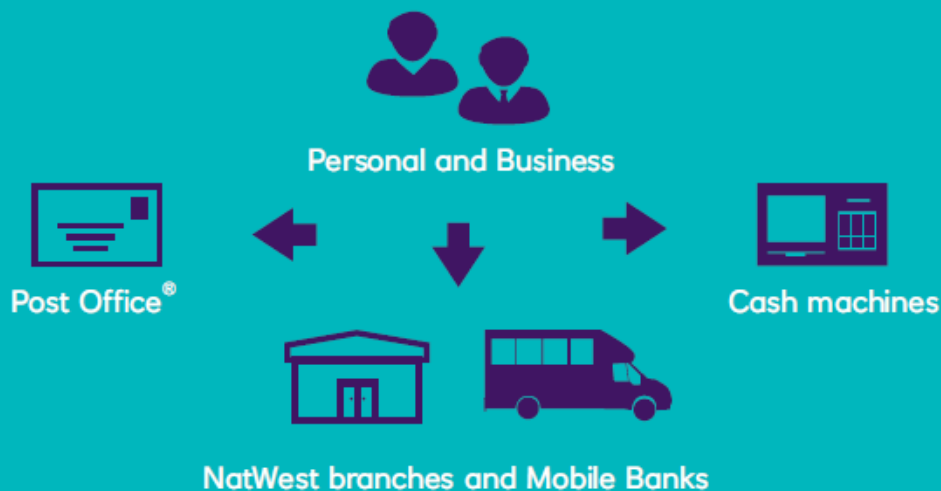 Personal and Business
Post Office®
Cash machines
NatWest branches and Mobile Banks